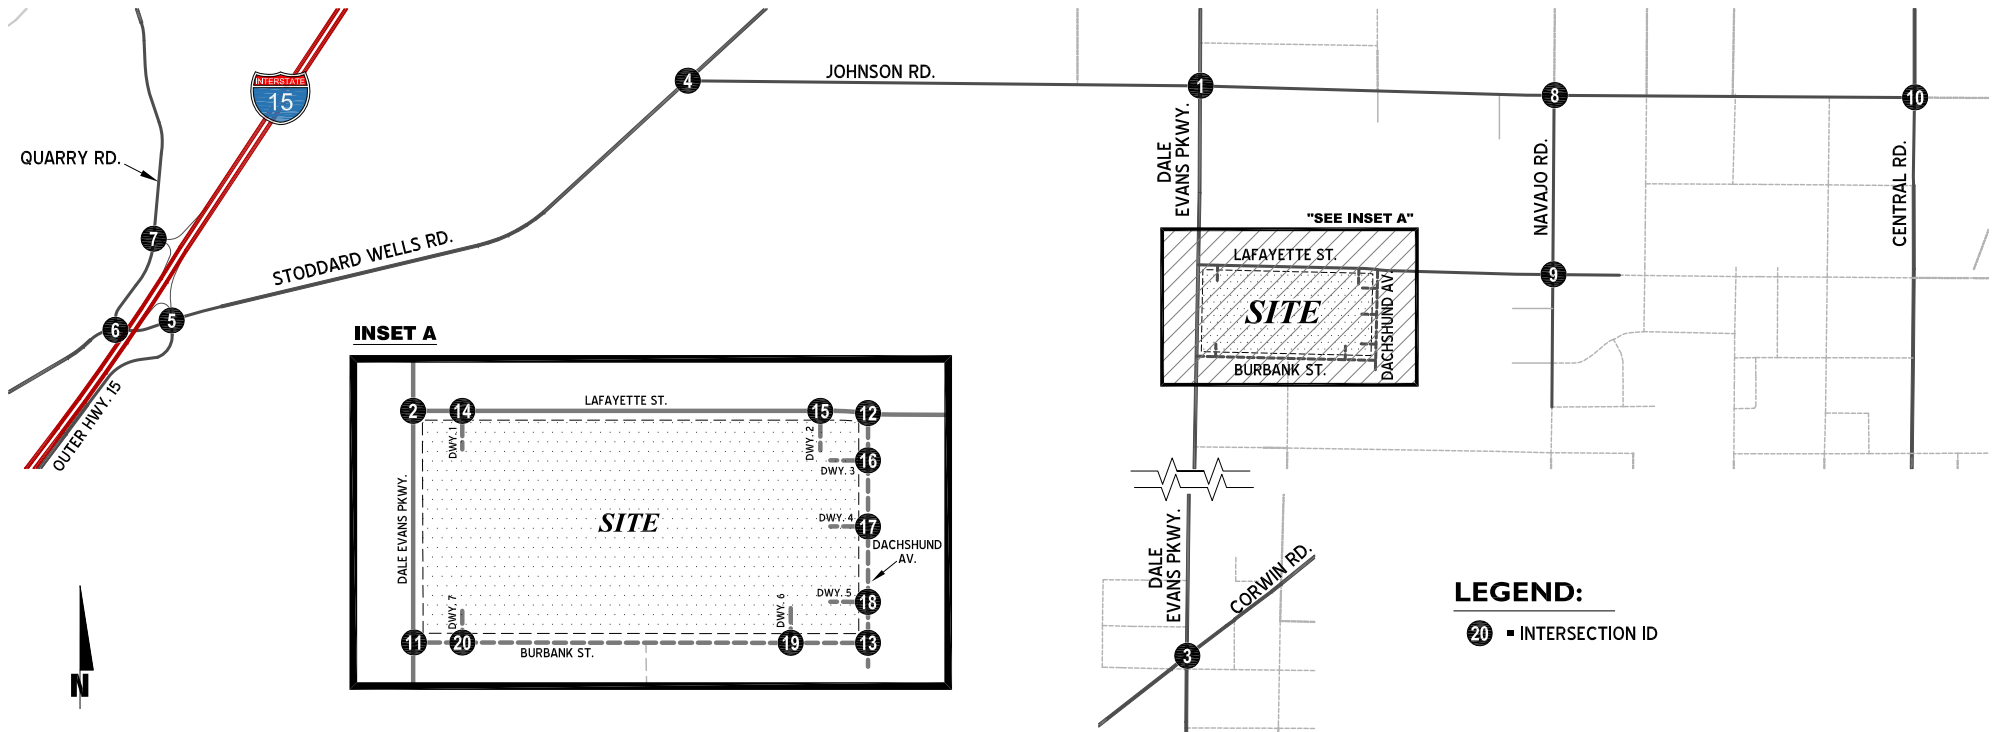 INTERSTATE
15
4
JOHNSON RD.
1
8
10
QUARRY RD.
DALE
EVANS PKWY.
NAVAJO RD.
CENTRAL RD.
7
STODDARD WELLS RD.
"SEE INSET A"
LAFAYETTE ST.
9
SITE
DACHSHUND AV.
BURBANK ST.
5
6
OUTER HWY. 15
INSET A
LAFAYETTE ST.
2
14
15
12
DWY. 1
DWY. 2
16
DWY. 3
DALE EVANS PKWY.
SITE
DWY. 4
17
DACHSHUND
AV.
DWY. 5
18
DWY. 7
DWY. 6
11
20
19
13
BURBANK ST.
N
DALE
EVANS PKWY.
CORWIN RD.
3
LEGEND:
20 = INTERSECTION ID